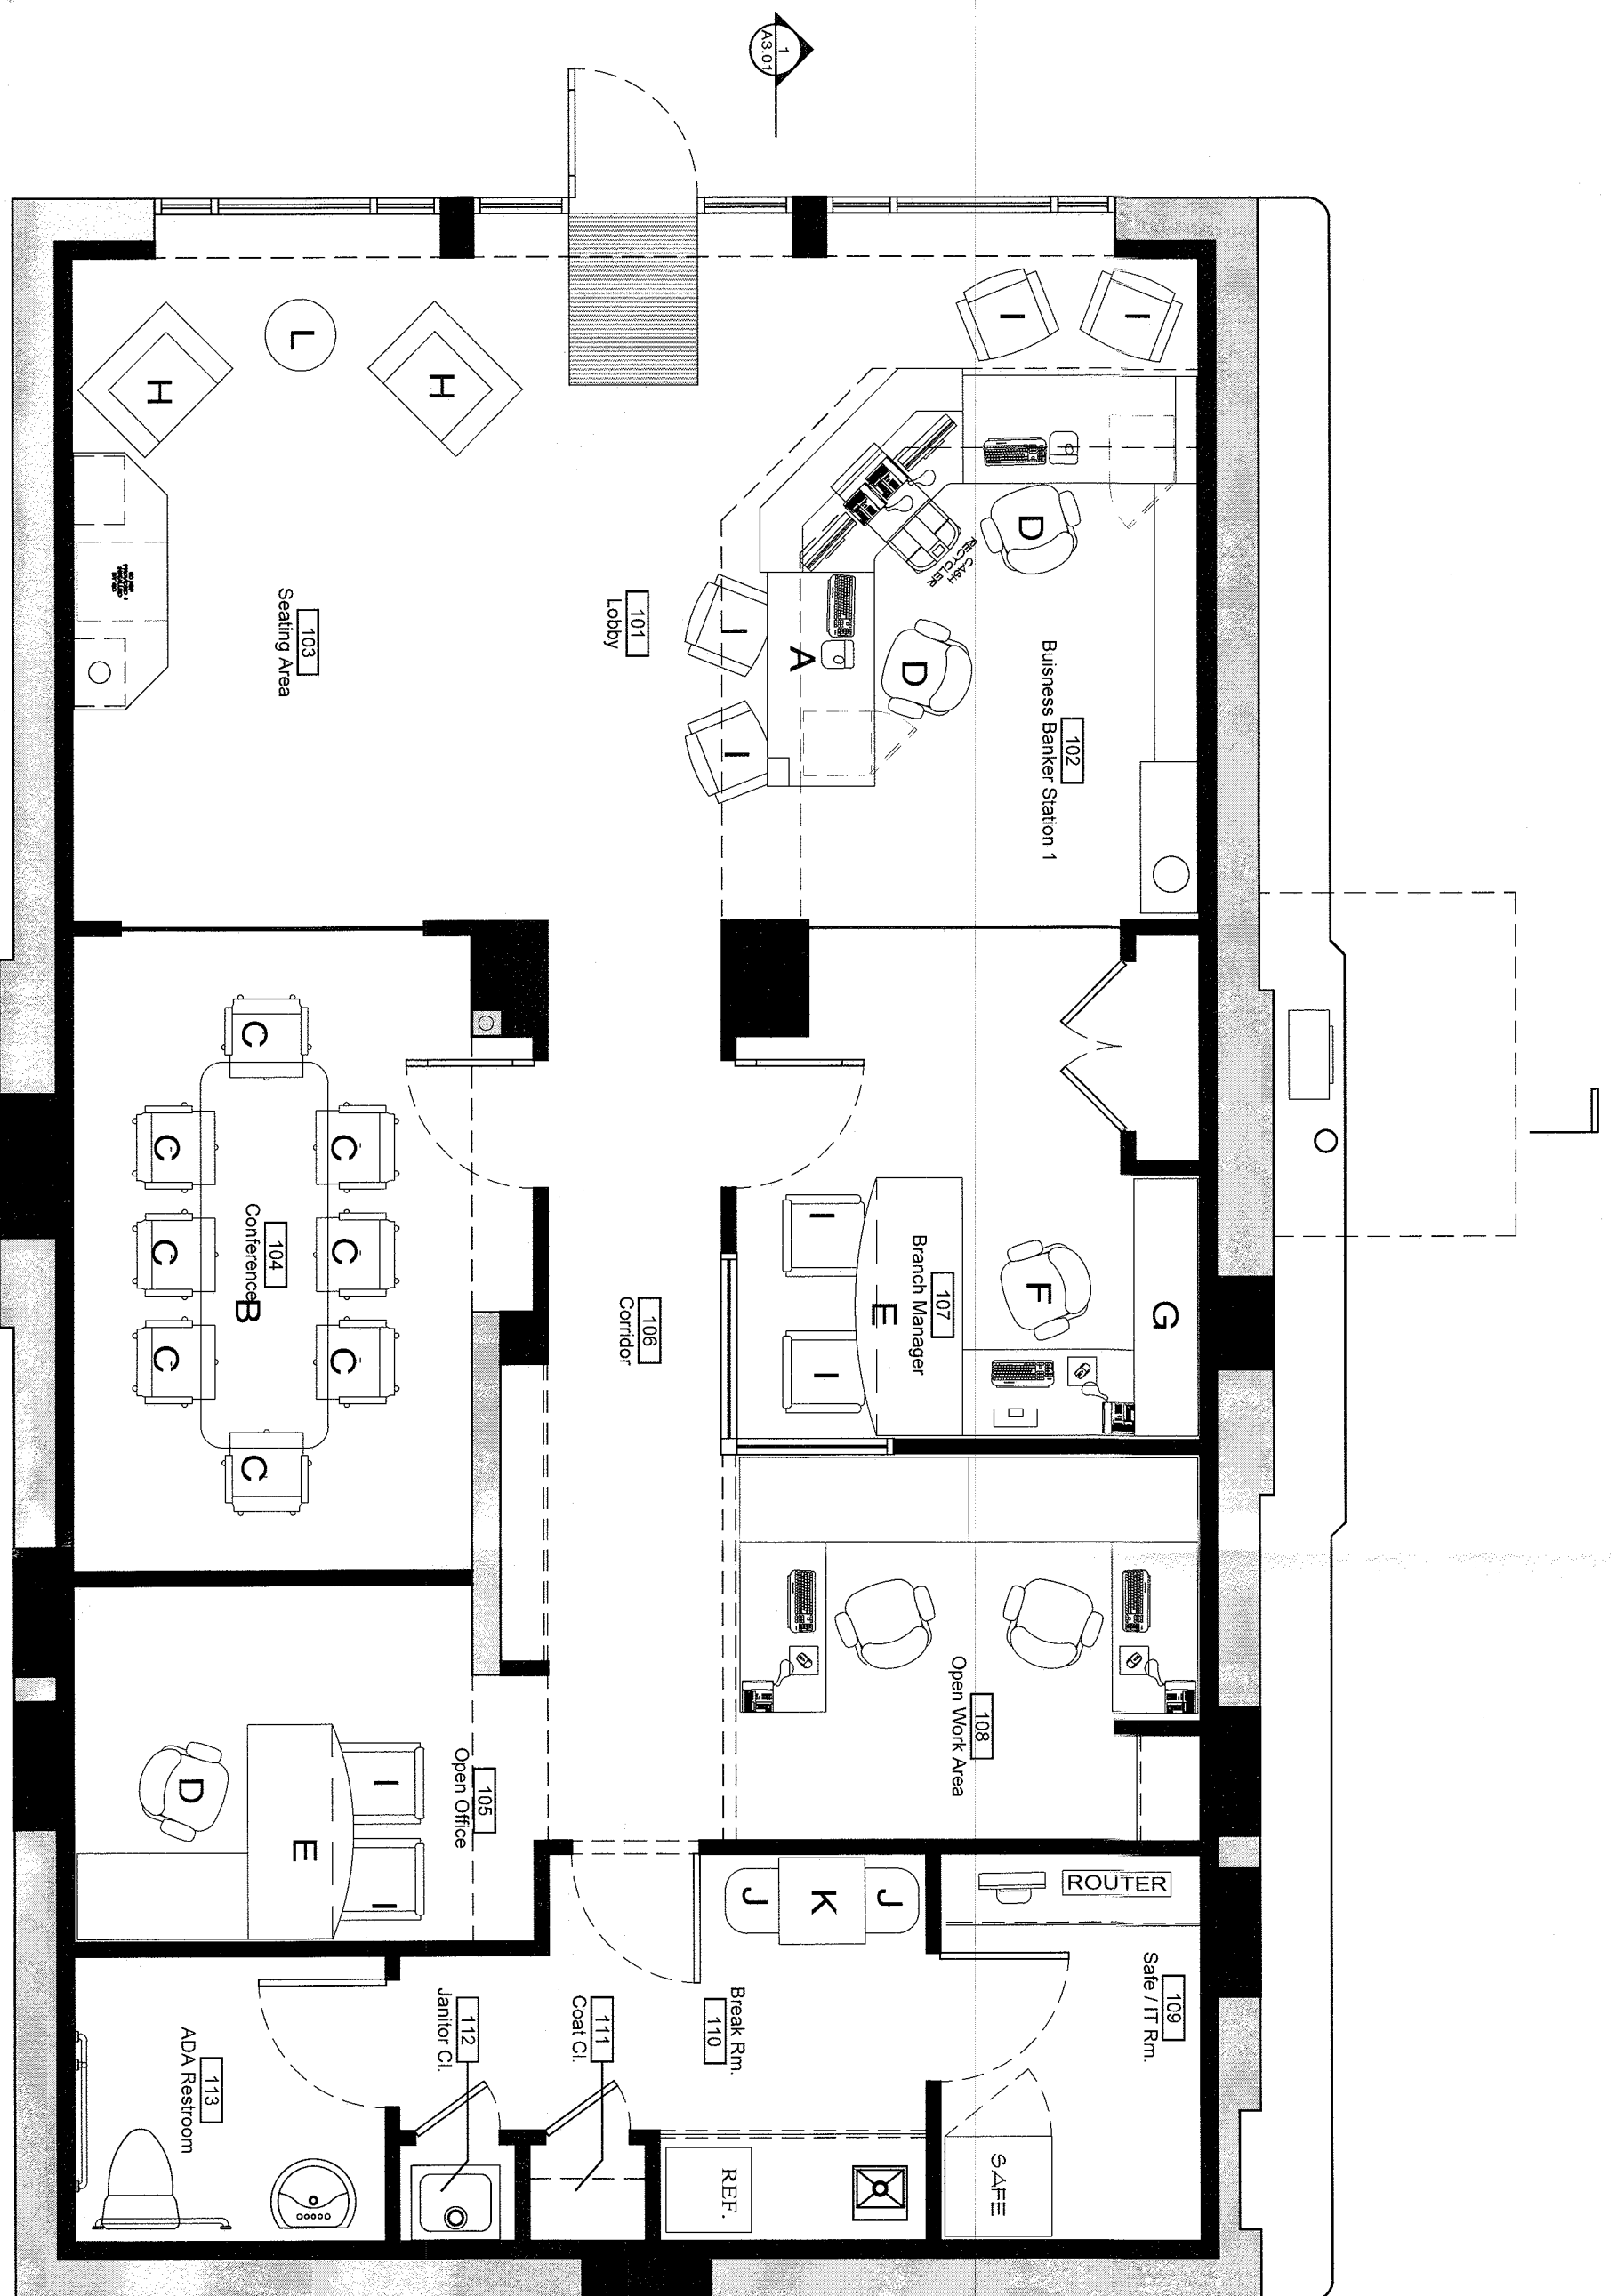 1
A3.01
I
I
D
CASH
RECYCLER
D
A
I
I
102
Buisness Banker Station 1
101
Lobby
H
L
H
103
Seating Area
G
F
107
Branch Manager
E
I
I
106
Corridor
C
C
C
C
C
C
C
C
104
Conference
B
108
Open Work Area
105
Open Office
I
I
D
E
ROUTER
109
Safe / IT Rm.
SAFE
J
K
J
Break Rm.
110
REF.
111
Coat Cl.
112
Janitor Cl.
113
ADA Restroom